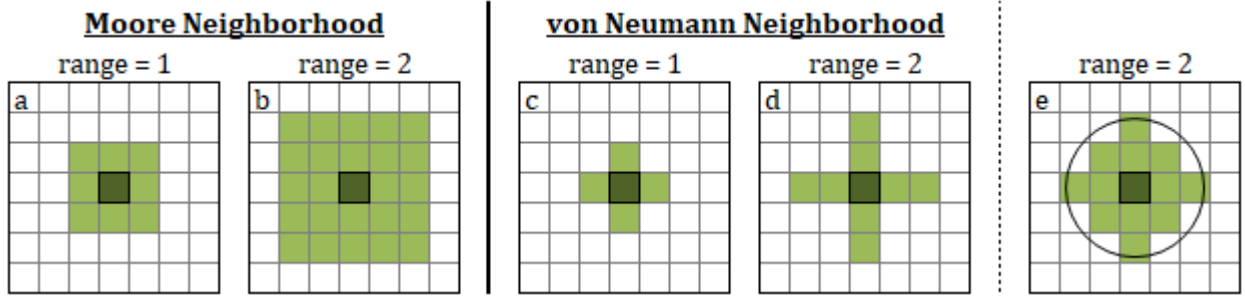 Moore Neighborhood
von Neumann Neighborhood
range = 1
range = 2
range = 1
range = 2
range = 2
a
b
c
d
e